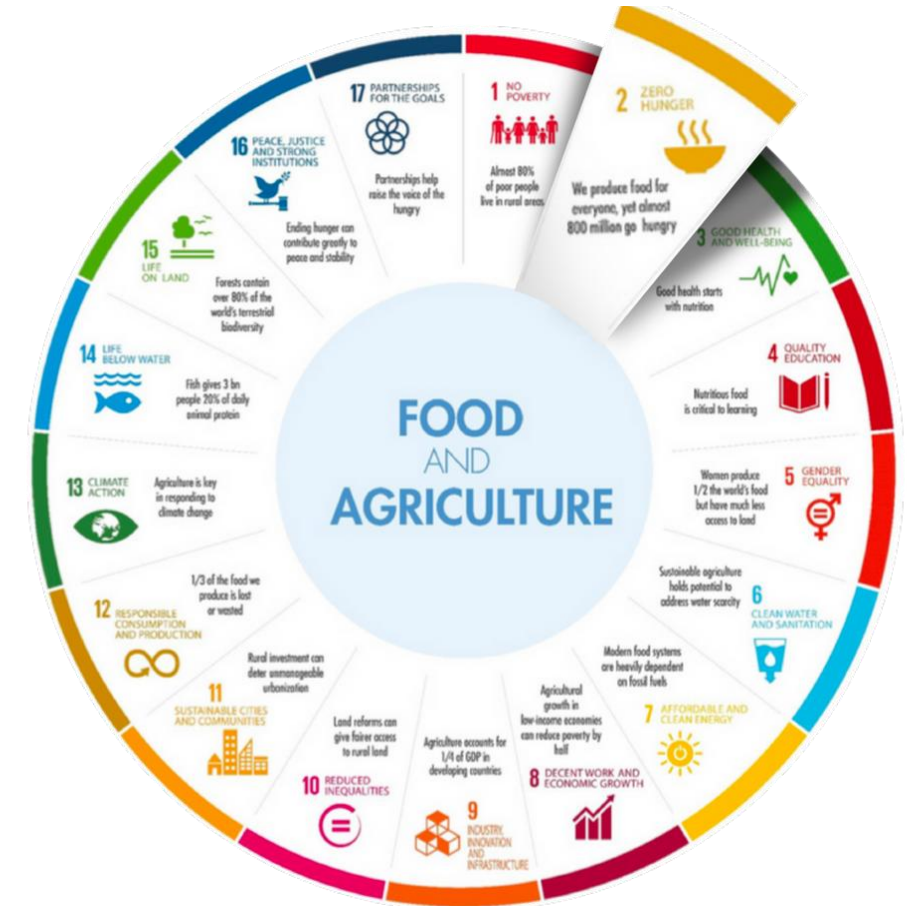 FOOD
AND
AGRICULTURE
1 NO
POVERTY
Almost 80%
of poor people
live in rural areas
2 ZERO
HUNGER
We produce food for
everyone, yet almost
800 million go hungry
3 GOOD HEALTH
AND WELL-BEING
Good health starts
with nutrition
4 QUALITY
EDUCATION
Nutritious food
is critical to learning
5 GENDER
EQUALITY
Women produce
1/2 the world's food
but have much less
access to land
6
CLEAN WATER
AND SANITATION
Sustainable agriculture
holds potential to
address water scarcity
7 AFFORDABLE AND
CLEAN ENERGY
Modern food systems
are heavily dependent
on fossil fuels
8 DECENT WORK AND
ECONOMIC GROWTH
Agricultural
growth in
low-income economies
can reduce poverty by
half
9
INDUSTRY,
INNOVATION
AND
INFRASTRUCTURE
Agriculture accounts for
1/4 of GDP in
developing countries
10 REDUCED
INEQUALITIES
Land reforms can
give fairer access
to rural land
11
SUSTAINABLE CITIES
AND COMMUNITIES
Rural investment can
deter unmanageable
urbanization
12 RESPONSIBLE
CONSUMPTION
AND PRODUCTION
1/3 of the food we
produce is lost
or wasted
13 CLIMATE
ACTION
Agriculture is key
in responding to
climate change
14 LIFE
BELOW WATER
Fish gives 3 bn
people 20% of daily
animal protein
15
LIFE
ON LAND
Forests contain
over 80% of the
world's terrestrial
biodiversity
16 PEACE, JUSTICE
AND STRONG
INSTITUTIONS
Ending hunger can
contribute greatly to
peace and stability
17 PARTNERSHIPS
FOR THE GOALS
Partnerships help
raise the voice of the
hungry